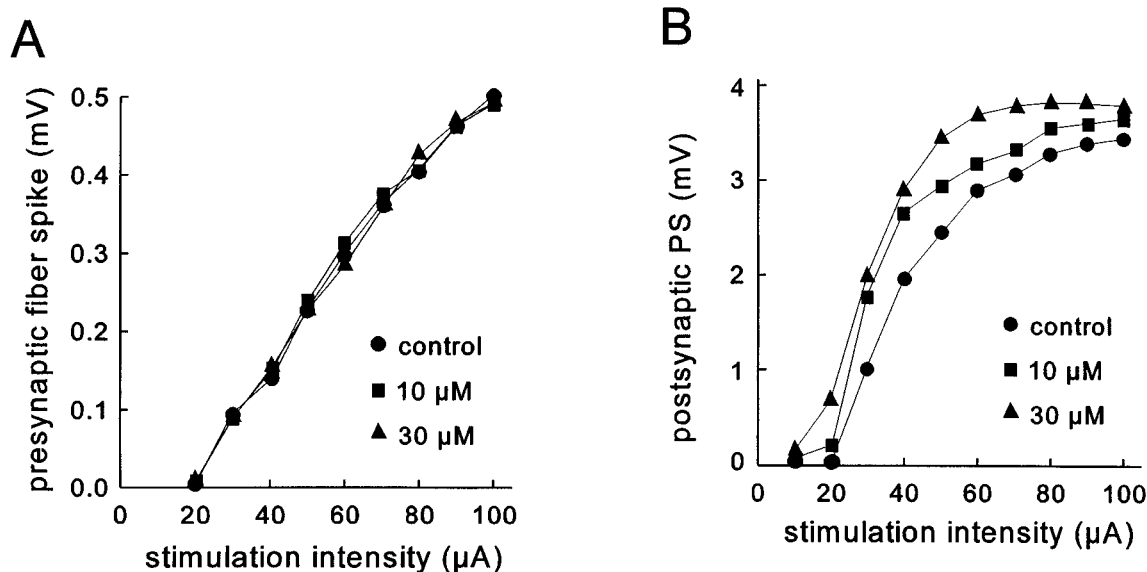 A
presynaptic fiber spike (mV)
0.5
0.4
0.3
0.2
0.1
0.0
control
10 µM
30 µM
0 20 40 60 80 100
stimulation intensity (µA)
B
postsynaptic PS (mV)
4
3
2
1
0
control
10 µM
30 µM
0 20 40 60 80 100
stimulation intensity (µA)